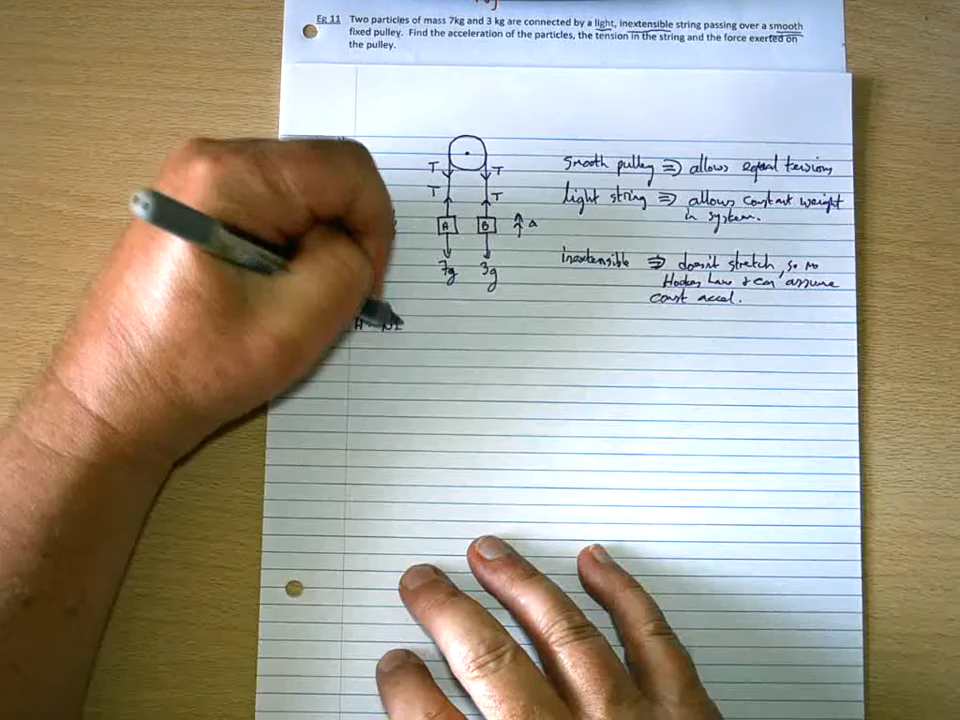 Eg 11 Two particles of mass 7kg and 3 kg are connected by a light, inextensible string passing over a smooth
fixed pulley. Find the acceleration of the particles, the tension in the string and the force exerted on
the pulley.
Smooth pulley ⇒ allows equal tensions
T T
T T
light string ⇒ allows constant weight
in system.
A B a
inextensible ⇒ doesn't stretch, so no
7g 3g
Hookes Law & can assume
const accel.
A